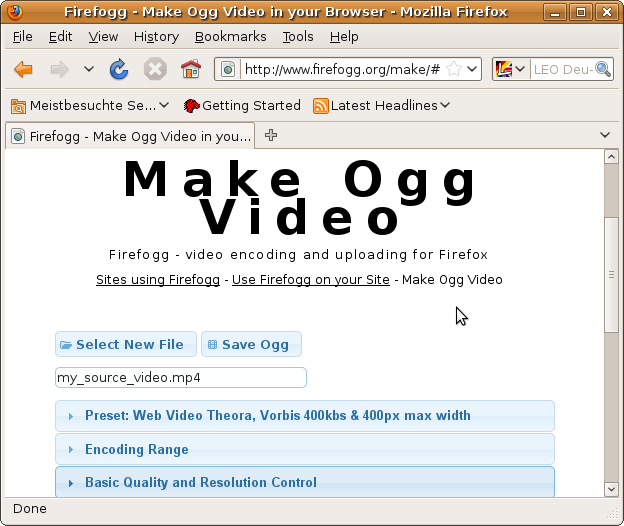 Firefogg - Make Ogg Video in your Browser - Mozilla Firefox
File Edit View History Bookmarks Tools Help
http://www.firefogg.org/make/# LEO Deu-
Meistbesuchte Se... Getting Started Latest Headlines
Firefogg - Make Ogg Video in you...
Make Ogg
Video
Firefogg - video encoding and uploading for Firefox
Sites using Firefogg - Use Firefogg on your Site - Make Ogg Video
Select New File Save Ogg
my_source_video.mp4
Preset: Web Video Theora, Vorbis 400kbs & 400px max width
Encoding Range
Basic Quality and Resolution Control
Done